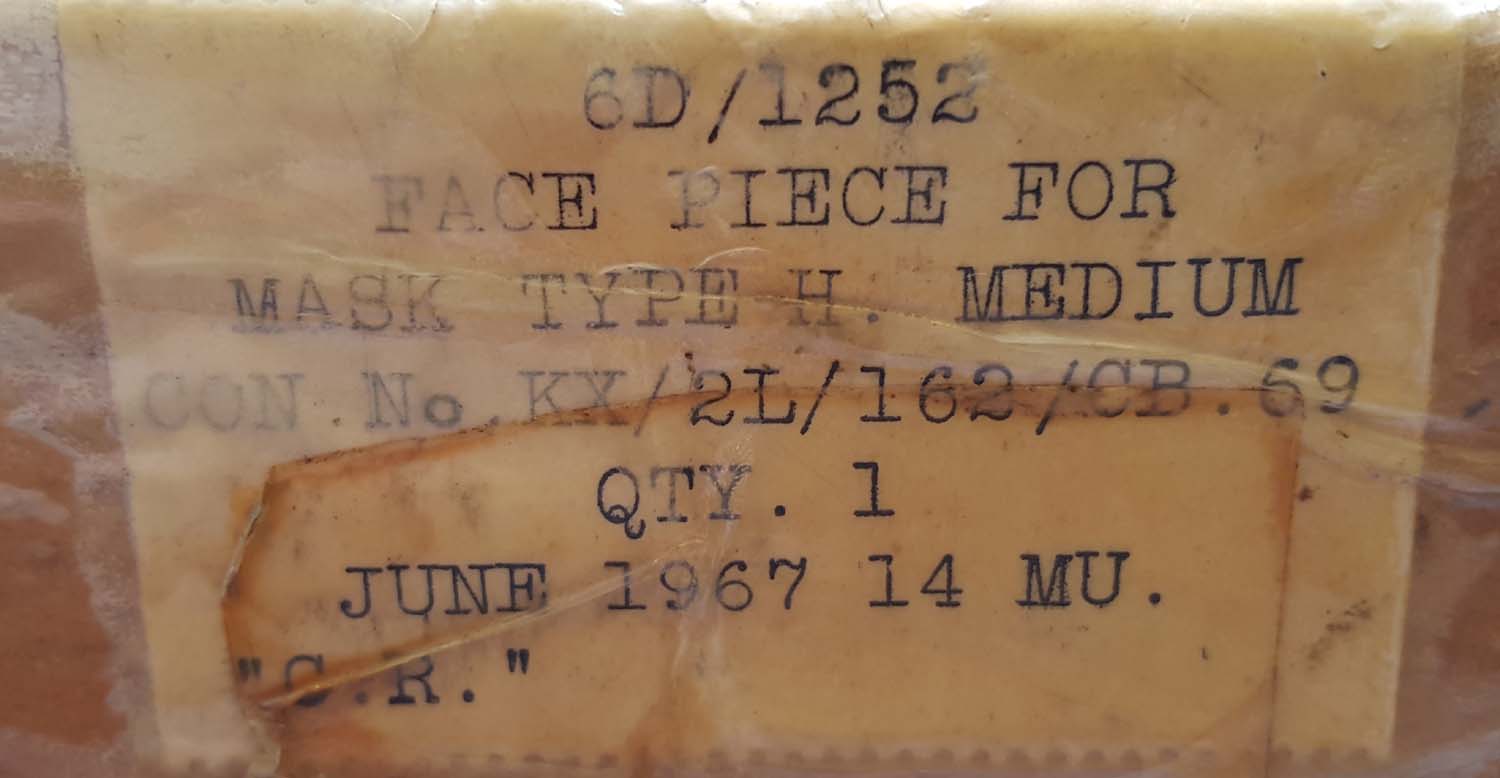 6D/1252
FACE PIECE FOR
MASK TYPE H. MEDIUM
CON.No.KX/2L/162/CB.69
QTY. 1
JUNE 1967 14 MU.
"C.R."